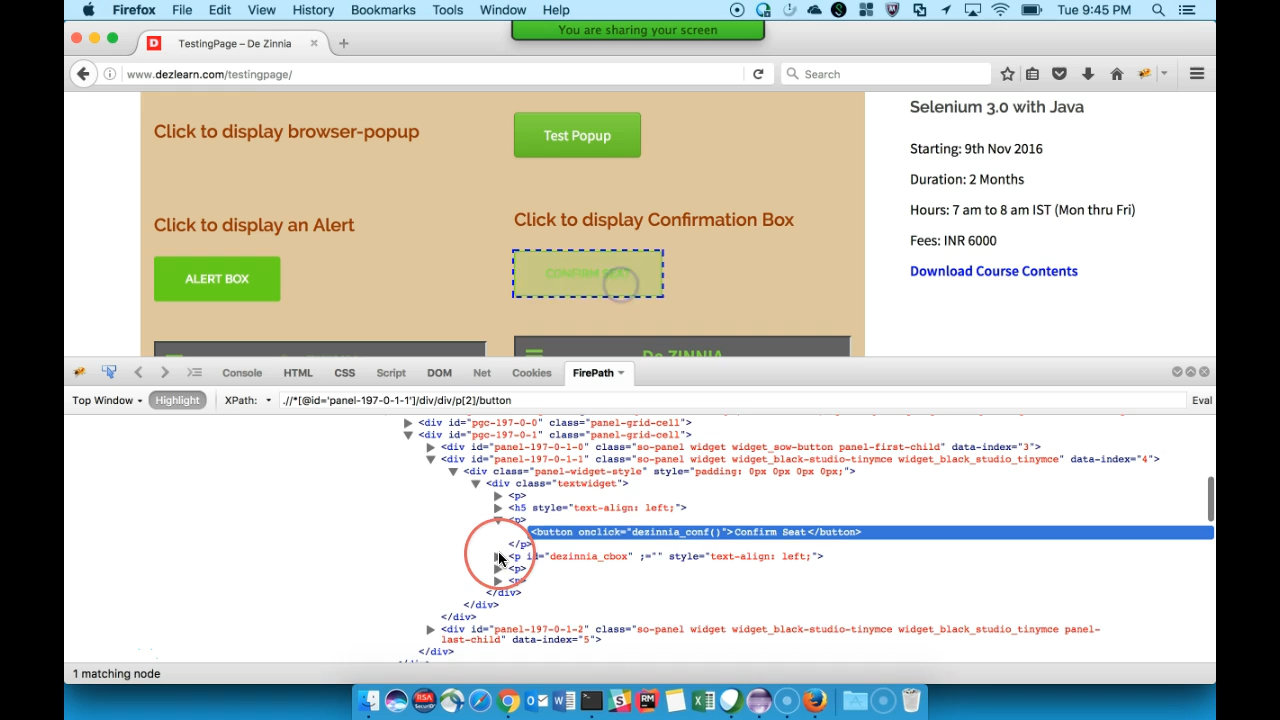 Firefox File Edit View History Bookmarks Tools Window Help Tue 9:45 PM
You are sharing your screen
TestingPage – De Zinnia
www.dezlearn.com/testingpage/
Search
Click to display browser-popup
Test Popup
Click to display an Alert
Click to display Confirmation Box
ALERT BOX
CONFIRM SEAT
De ZINNIA
Selenium 3.0 with Java
Starting: 9th Nov 2016
Duration: 2 Months
Hours: 7 am to 8 am IST (Mon thru Fri)
Fees: INR 6000
Download Course Contents
Console HTML CSS Script DOM Net Cookies FirePath
Top Window Highlight XPath: .//*[@id='panel-197-0-1-1']/div/div/p[2]/button Eval
<div id="pgc-197-0-0" class="panel-grid-cell">
<div id="pgc-197-0-1" class="panel-grid-cell">
<div id="panel-197-0-1-0" class="so-panel widget widget_sow-button panel-first-child" data-index="3">
<div id="panel-197-0-1-1" class="so-panel widget widget_black-studio-tinymce widget_black_studio_tinymce" data-index="4">
<div class="panel-widget-style" style="padding: 0px 0px 0px 0px;">
<div class="textwidget">
<p>
<h5 style="text-align: left;">
<p>
<button onclick="dezinnia_conf()">Confirm Seat</button>
</p>
<p id="dezinnia_cbox" ;="" style="text-align: left;">
<p>
<p>
</div>
</div>
</div>
<div id="panel-197-0-1-2" class="so-panel widget widget_black-studio-tinymce widget_black_studio_tinymce panel-
last-child" data-index="5">
</div>
1 matching node